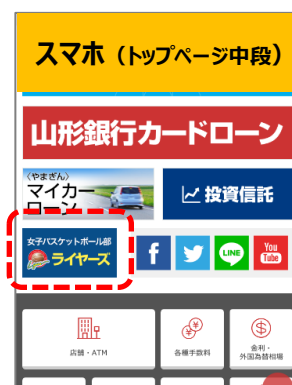 スマホ（トップページ中段）
山形銀行カードローン
〈やまぎん〉
マイカー
ローン
投資信託
女子バスケットボール部
ライヤーズ
f
LINE
You
Tube
店舗・ATM
各種手数料
金利・
外国為替相場